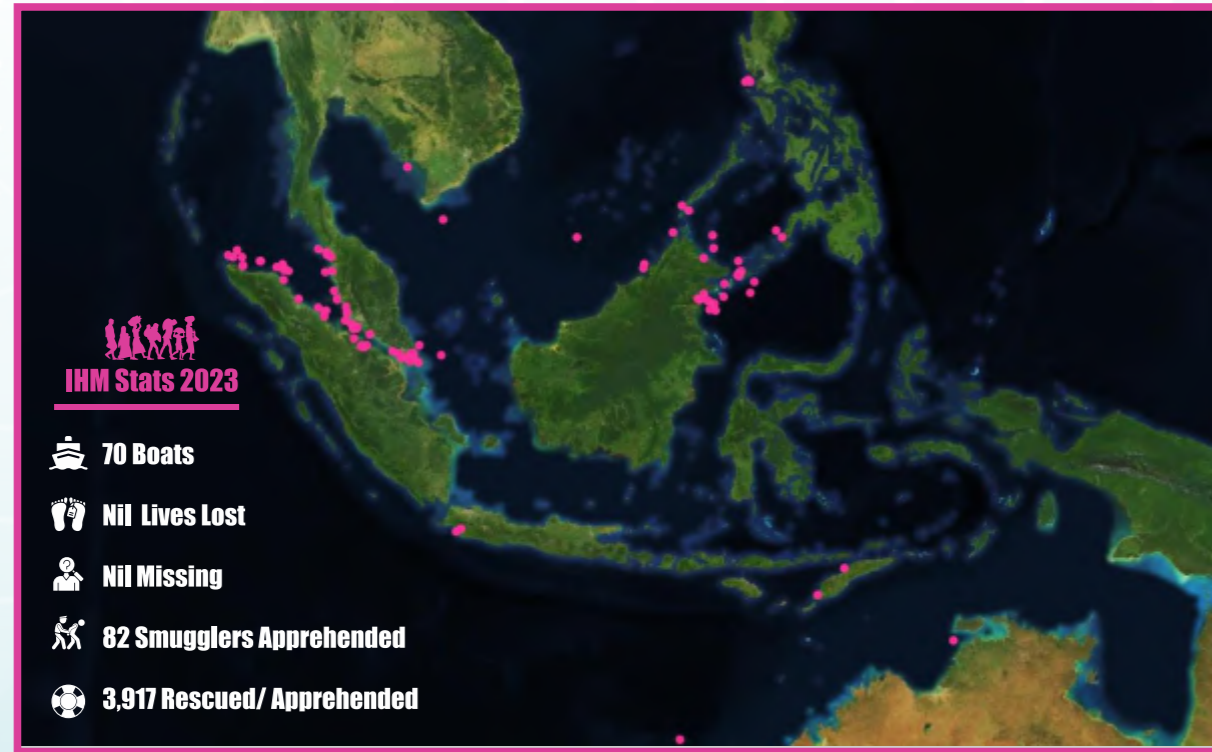 IHM Stats 2023
70 Boats
Nil Lives Lost
Nil Missing
82 Smugglers Apprehended
3,917 Rescued/ Apprehended